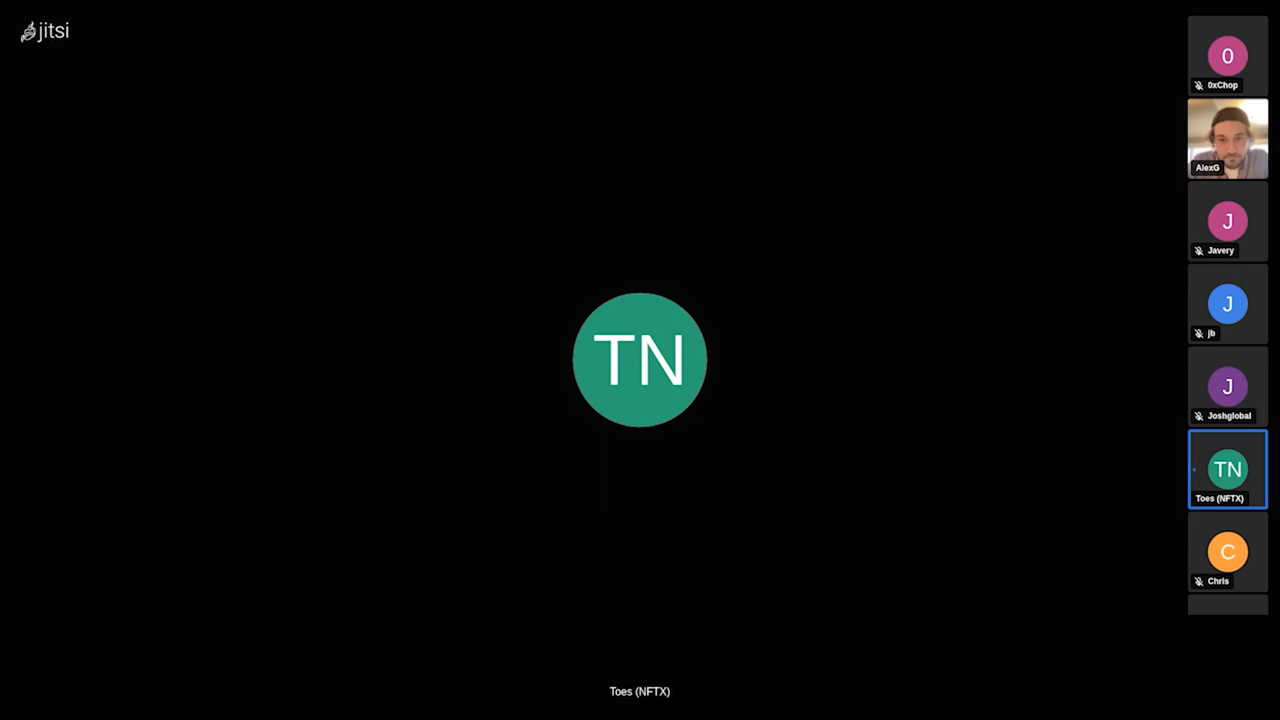 jitsi
TN
Toes (NFTX)
0
0xChop
AlexG
J
Javery
J
jb
J
Joshglobal
TN
Toes (NFTX)
C
Chris